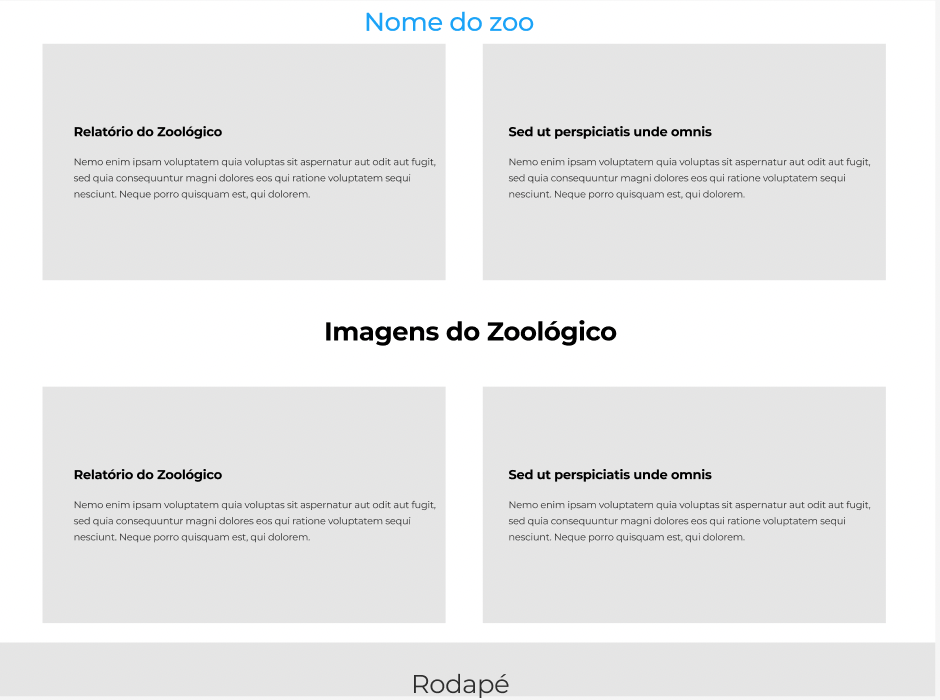 Nome do zoo
Relatório do Zoológico
Nemo enim ipsam voluptatem quia voluptas sit aspernatur aut odit aut fugit,
sed quia consequuntur magni dolores eos qui ratione voluptatem sequi
nesciunt. Neque porro quisquam est, qui dolorem.
Sed ut perspiciatis unde omnis
Nemo enim ipsam voluptatem quia voluptas sit aspernatur aut odit aut fugit,
sed quia consequuntur magni dolores eos qui ratione voluptatem sequi
nesciunt. Neque porro quisquam est, qui dolorem.
Imagens do Zoológico
Relatório do Zoológico
Nemo enim ipsam voluptatem quia voluptas sit aspernatur aut odit aut fugit,
sed quia consequuntur magni dolores eos qui ratione voluptatem sequi
nesciunt. Neque porro quisquam est, qui dolorem.
Sed ut perspiciatis unde omnis
Nemo enim ipsam voluptatem quia voluptas sit aspernatur aut odit aut fugit,
sed quia consequuntur magni dolores eos qui ratione voluptatem sequi
nesciunt. Neque porro quisquam est, qui dolorem.
Rodapé